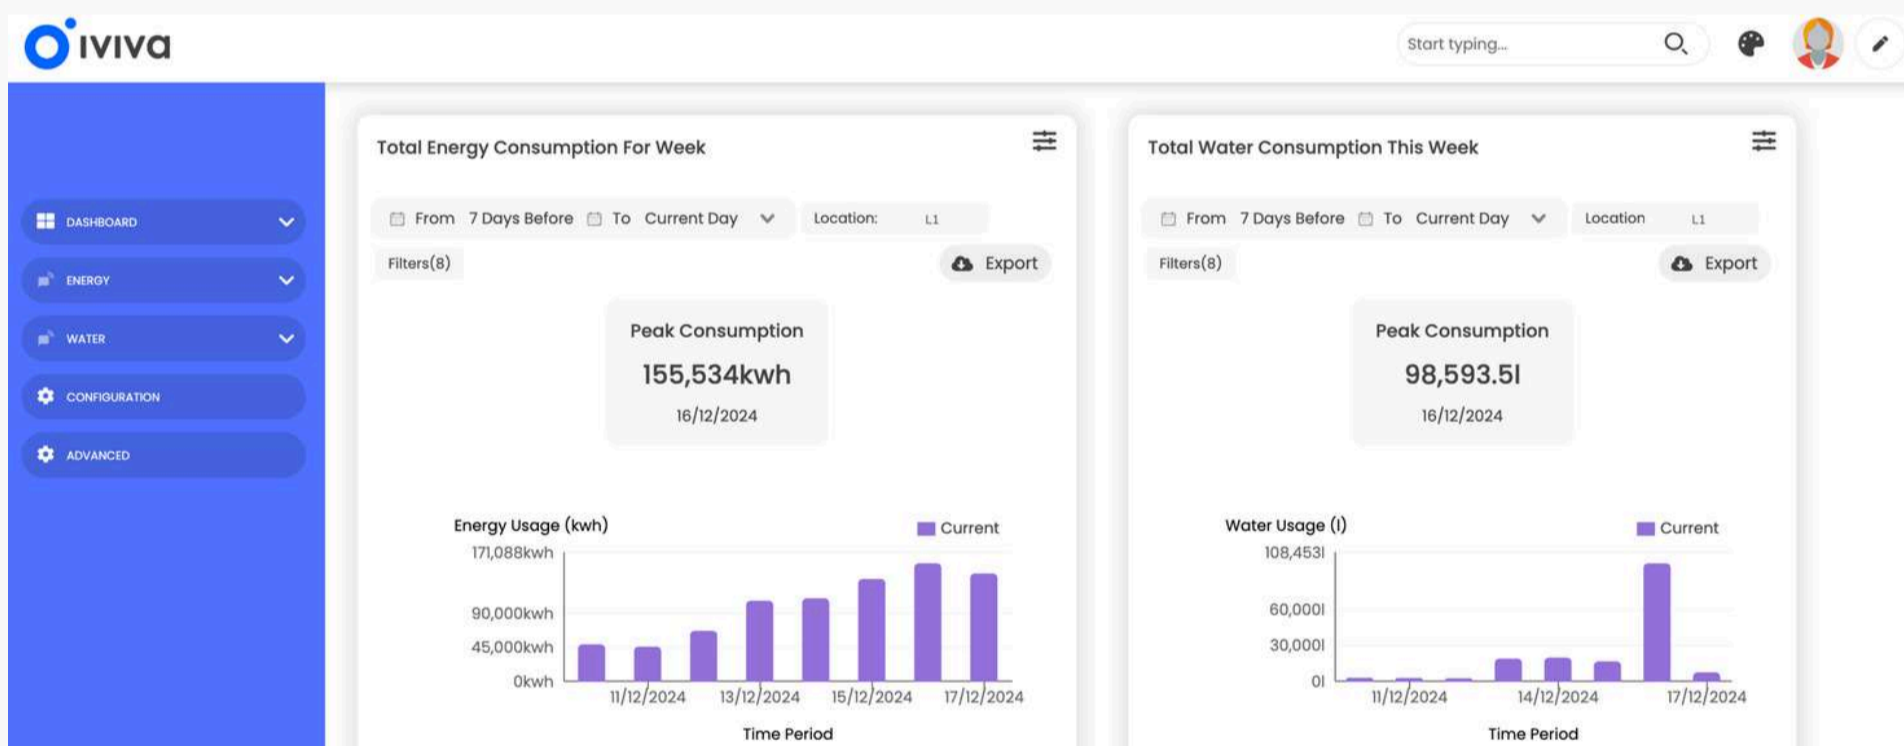 iviva
Start typing...
DASHBOARD
ENERGY
WATER
CONFIGURATION
ADVANCED
Total Energy Consumption For Week
From 7 Days Before To Current Day Location: L1
Filters(8) Export
Peak Consumption
155,534kwh
16/12/2024
Energy Usage (kwh) Current
171,088kwh
90,000kwh
45,000kwh
0kwh
11/12/2024 13/12/2024 15/12/2024 17/12/2024
Time Period
Total Water Consumption This Week
From 7 Days Before To Current Day Location L1
Filters(8) Export
Peak Consumption
98,593.5l
16/12/2024
Water Usage (l) Current
108,453l
60,000l
30,000l
0l
11/12/2024 14/12/2024 17/12/2024
Time Period